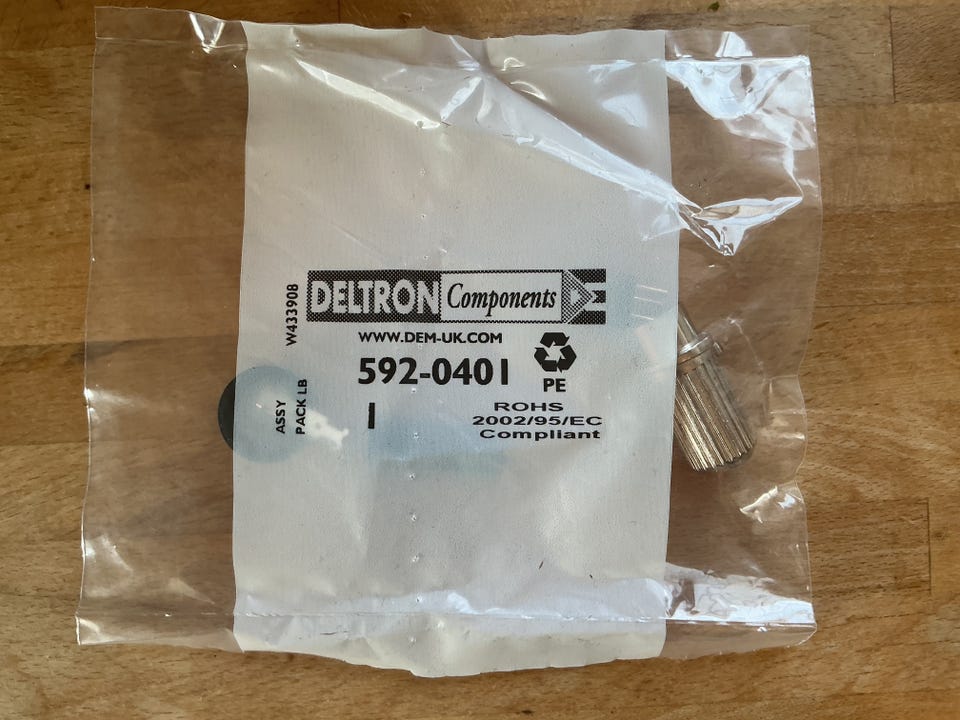 DELTRON Components DE
WWW.DEM-UK.COM
592-0401
PE
1
ROHS
2002/95/EC
Compliant
W433908
ASSY
PACK LB